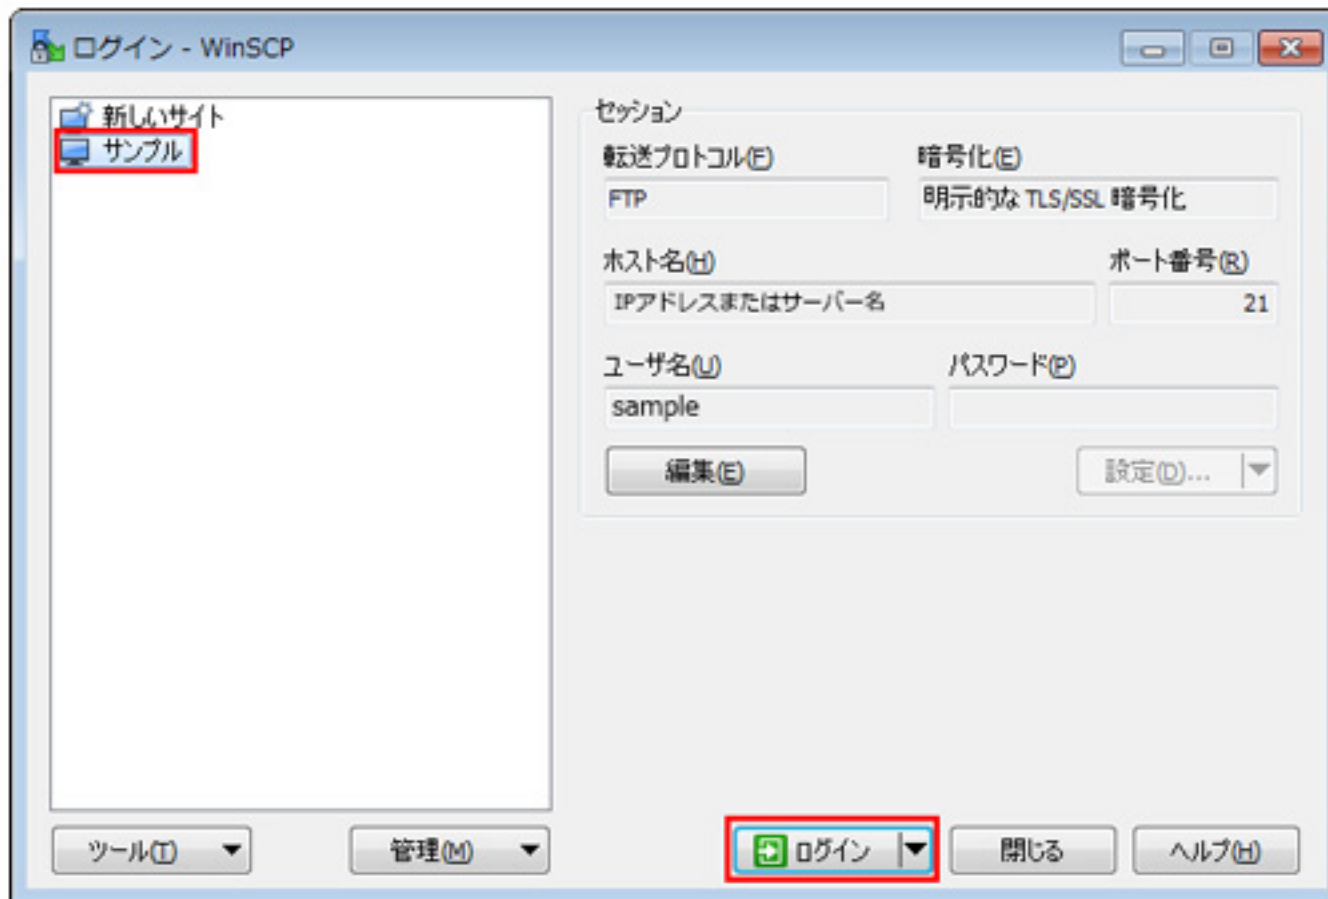 ログイン - WinSCP
新しいサイト
サンプル
セッション
転送プロトコル(F) 暗号化(E)
FTP 明示的な TLS/SSL 暗号化
ホスト名(H) ポート番号(R)
IPアドレスまたはサーバー名 21
ユーザ名(U) パスワード(P)
sample
編集(E) 設定(D)...
ツール(T) 管理(M) ログイン 閉じる ヘルプ(H)